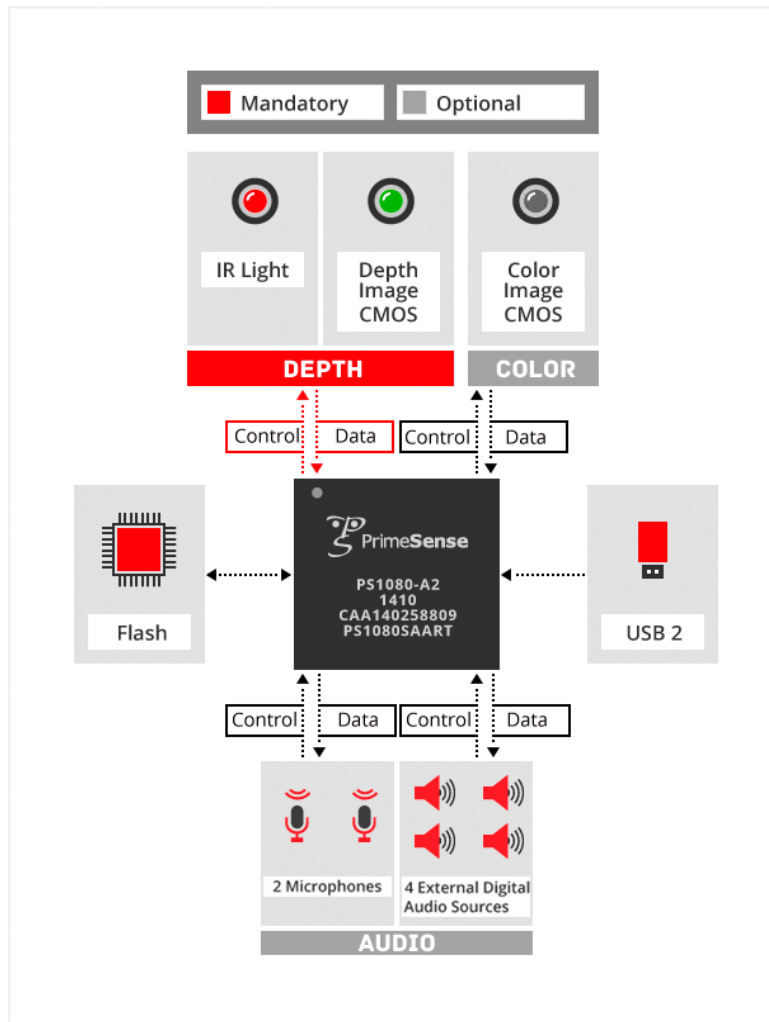 Mandatory
Optional
IR Light
Depth
Image
CMOS
Color
Image
CMOS
DEPTH
COLOR
Control
Data
Control
Data
PrimeSense
PS1080-A2
1410
CAA140258809
PS1080SAART
Flash
USB 2
Control
Data
Control
Data
2 Microphones
4 External Digital
Audio Sources
AUDIO